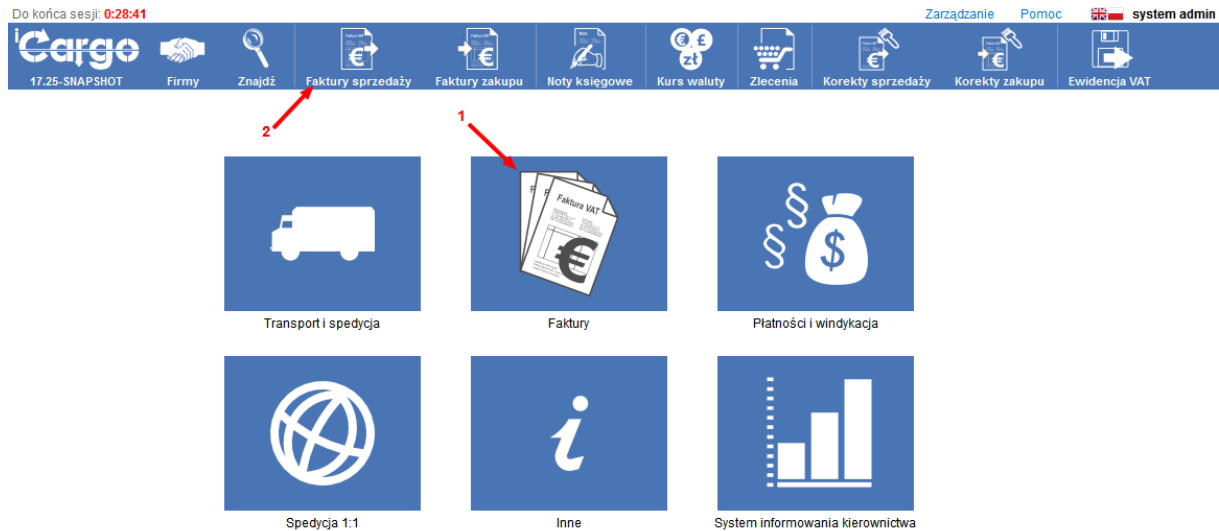 Do końca sesji: 0:28:41
Zarządzanie Pomoc system admin
iCargo
17.25-SNAPSHOT Firmy Znajdź Faktury sprzedaży Faktury zakupu Noty księgowe Kurs waluty Zlecenia Korekty sprzedaży Korekty zakupu Ewidencja VAT
2
1
Faktura VAT
Transport i spedycja Faktury Płatności i windykacja
Spedycja 1:1 Inne System informowania kierownictwa